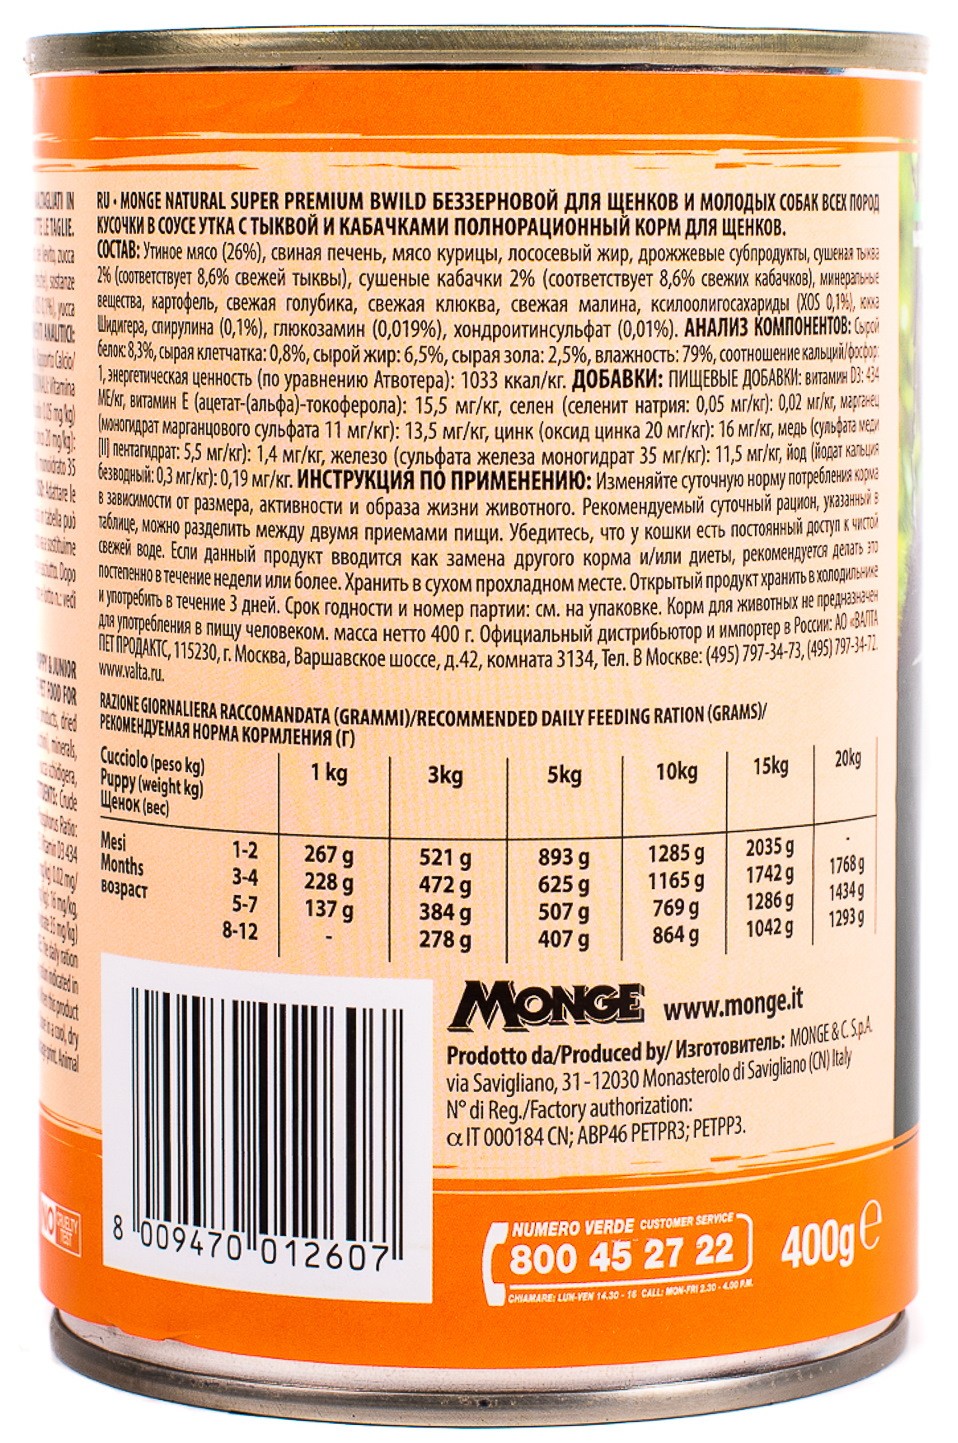 RU • MONGE NATURAL SUPER PREMIUM BWILD БЕЗЗЕРНОВОЙ ДЛЯ ЩЕНКОВ И МОЛОДЫХ СОБАК ВСЕХ ПОРОД
КУСОЧКИ В СОУСЕ УТКА С ТЫКВОЙ И КАБАЧКАМИ ПОЛНОРАЦИОННЫЙ КОРМ ДЛЯ ЩЕНКОВ.
СОСТАВ: Утиное мясо (26%), свиная печень, мясо курицы, лососевый жир, дрожжевые субпродукты, сушеная тыква
2% (соответствует 8,6% свежей тыквы), сушеные кабачки 2% (соответствует 8,6% свежих кабачков), минеральные
вещества, картофель, свежая голубика, свежая клюква, свежая малина, ксилоолигосахариды (XOS 0,1%), юкка
Шидигера, спирулина (0,1%), глюкозамин (0,019%), хондроитинсульфат (0,01%). АНАЛИЗ КОМПОНЕНТОВ: Сырой
белок: 8,3%, сырая клетчатка: 0,8%, сырой жир: 6,5%, сырая зола: 2,5%, влажность: 79%, соотношение кальций/фосфор:
1, энергетическая ценность (по уравнению Атвотера): 1033 ккал/кг. ДОБАВКИ: ПИЩЕВЫЕ ДОБАВКИ: витамин D3: 434
МЕ/кг, витамин Е (ацетат-(альфа)-токоферола): 15,5 мг/кг, селен (селенит натрия: 0,05 мг/кг): 0,02 мг/кг, марганец
(моногидрат марганцового сульфата 11 мг/кг): 13,5 мг/кг, цинк (оксид цинка 20 мг/кг): 16 мг/кг, медь (сульфата меди
[II] пентагидрат: 5,5 мг/кг): 1,4 мг/кг, железо (сульфата железа моногидрат 35 мг/кг): 11,5 мг/кг, йод (йодат кальция
безводный: 0,3 мг/кг): 0,19 мг/кг. ИНСТРУКЦИЯ ПО ПРИМЕНЕНИЮ: Изменяйте суточную норму потребления корма
в зависимости от размера, активности и образа жизни животного. Рекомендуемый суточный рацион, указанный в
таблице, можно разделить между двумя приемами пищи. Убедитесь, что у кошки есть постоянный доступ к чистой
свежей воде. Если данный продукт вводится как замена другого корма и/или диеты, рекомендуется делать это
постепенно в течение недели или более. Хранить в сухом прохладном месте. Открытый продукт хранить в холодильнике
и употребить в течение 3 дней. Срок годности и номер партии: см. на упаковке. Корм для животных не предназначен
для употребления в пищу человеком. масса нетто 400 г. Официальный дистрибьютор и импортер в России: АО «ВАЛТА
ПЕТ ПРОДАКТС, 115230, г. Москва, Варшавское шоссе, д.42, комната 3134, Тел. В Москве: (495) 797-34-73, (495) 797-34-72.
www.valta.ru.
RAZIONE GIORNALIERA RACCOMANDATA (GRAMMI)/RECOMMENDED DAILY FEEDING RATION (GRAMS)/
РЕКОМЕНДУЕМАЯ НОРМА КОРМЛЕНИЯ (Г)
Cucciolo (peso kg)
Puppy (weight kg)
Щенок (вес)
1 kg 3kg 5kg 10kg 15kg 20kg
Mesi
Months
возраст
1-2 267 g 521 g 893 g 1285 g 2035 g -
3-4 228 g 472 g 625 g 1165 g 1742 g 1768 g
5-7 137 g 384 g 507 g 769 g 1286 g 1434 g
8-12 - 278 g 407 g 864 g 1042 g 1293 g
MONGE www.monge.it
Prodotto da/Produced by/ Изготовитель: MONGE & C. S.p.A.
via Savigliano, 31 - 12030 Monasterolo di Savigliano (CN) Italy
N° di Reg./Factory authorization:
α IT 000184 CN; ABP46 PETPR3; PETPP3.
8 009470 012607
NUMERO VERDE CUSTOMER SERVICE
800 45 27 22
CHIAMARE: LUN-VEN 14.30 - 16 CALL: MON-FRI 2.30 - 4.00 P.M.
400g e
NO CRUELTY
TEST